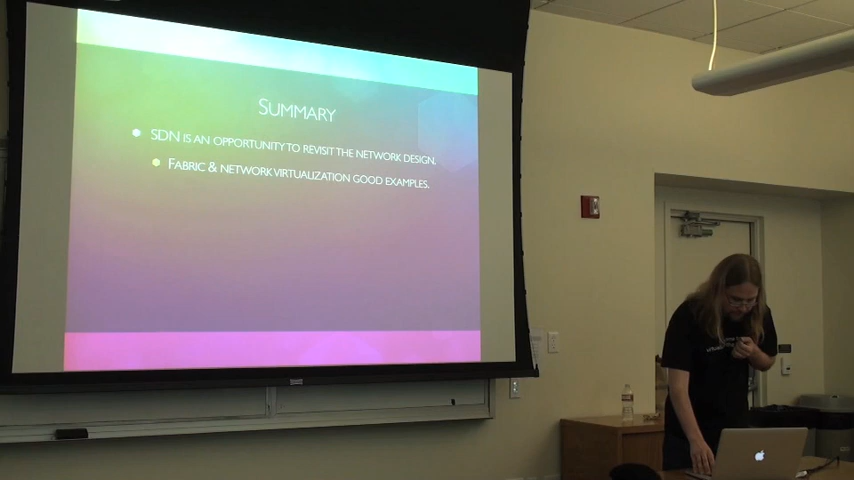 Summary
SDN is an opportunity to revisit the network design.
Fabric & network virtualization good examples.